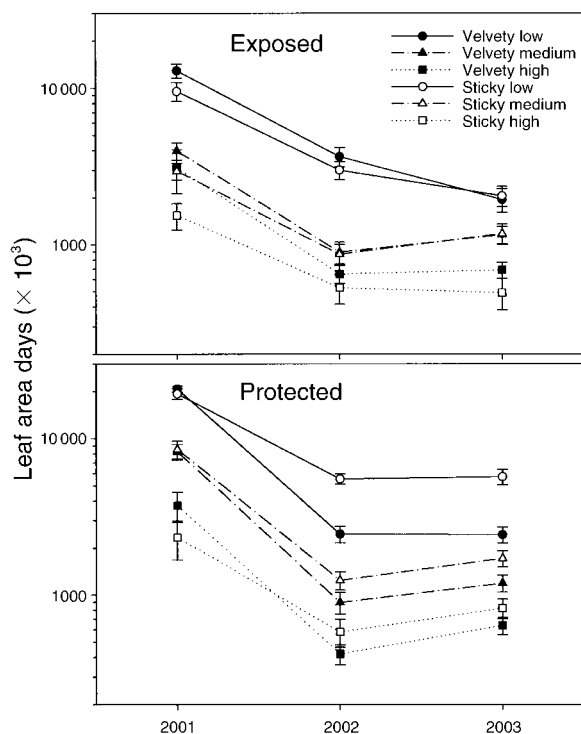 Exposed
Velvety low
Velvety medium
Velvety high
Sticky low
Sticky medium
Sticky high
10 000
1000
Leaf area days (× 10³)
Protected
10 000
1000
2001 2002 2003